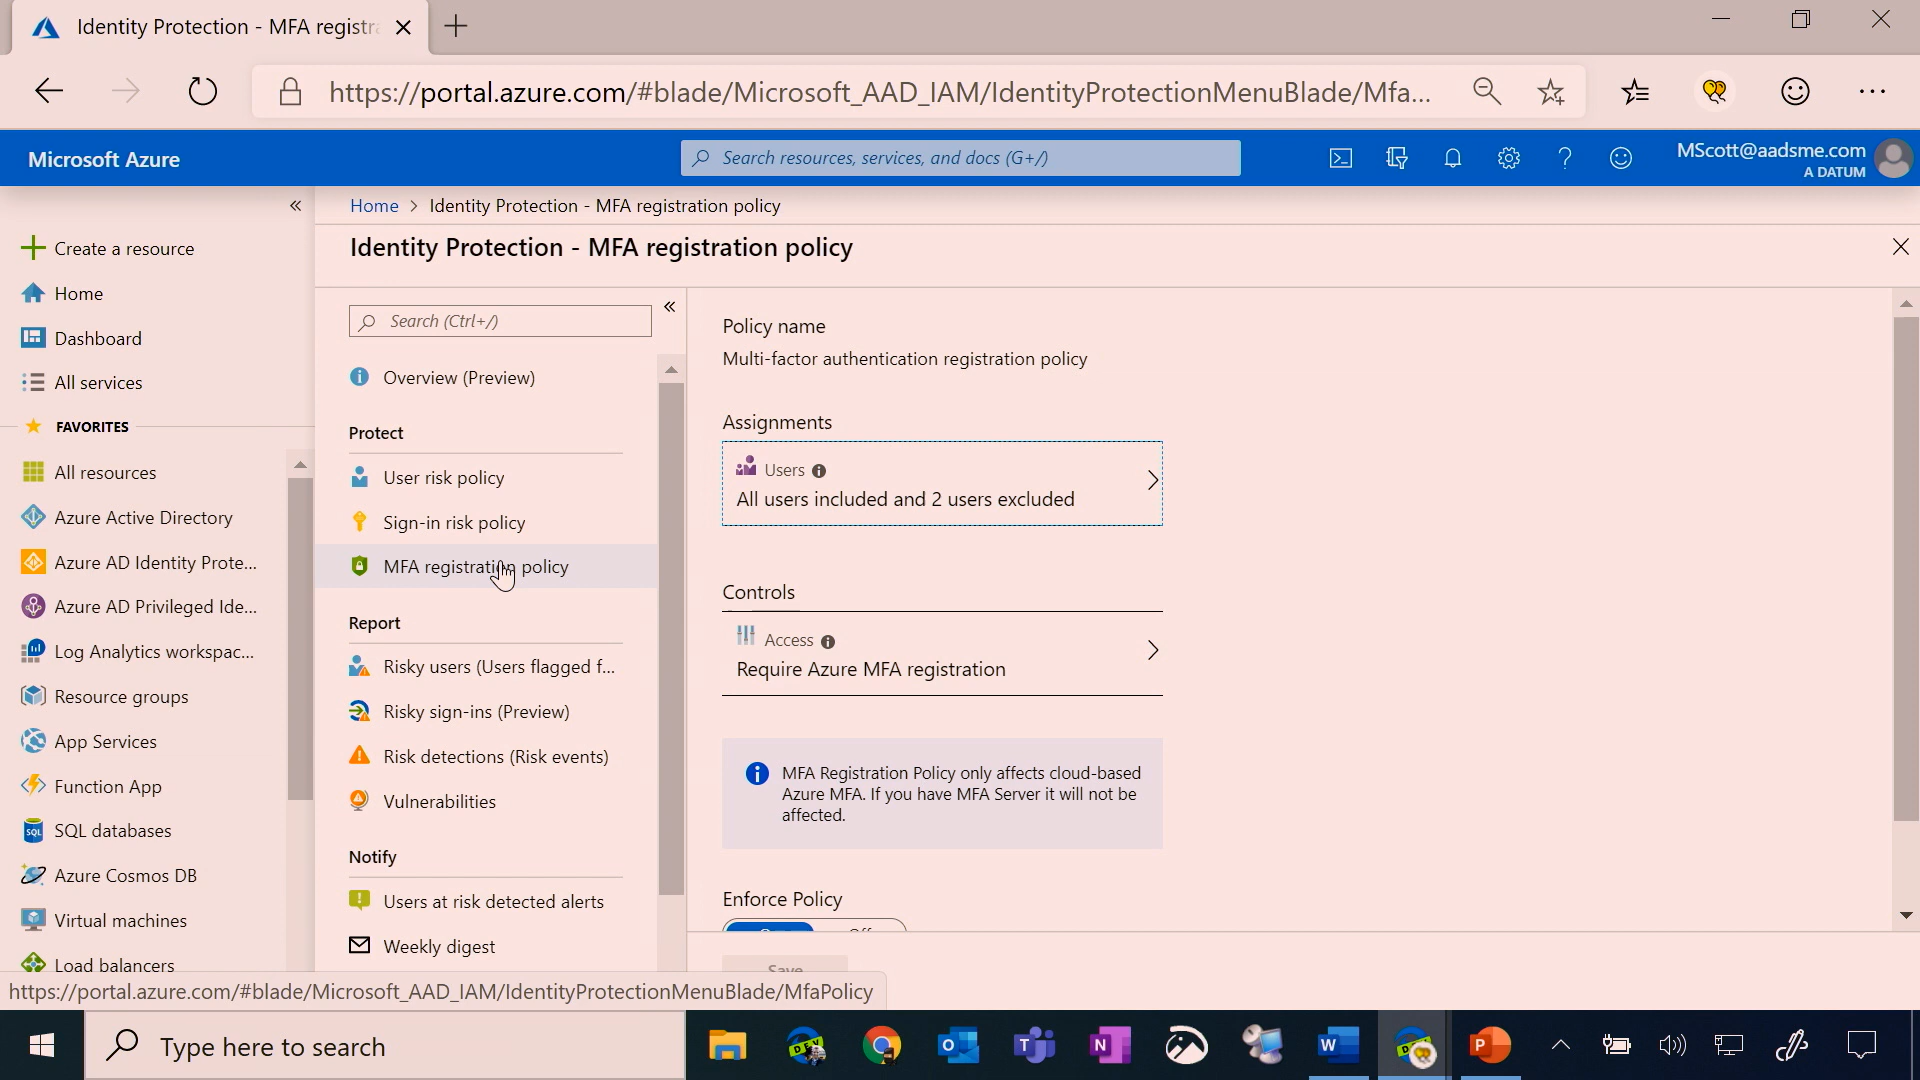 Identity Protection - MFA registr
https://portal.azure.com/#blade/Microsoft_AAD_IAM/IdentityProtectionMenuBlade/Mfa...
Microsoft Azure
Search resources, services, and docs (G+/)
MScott@aadsme.com
A DATUM
Home > Identity Protection - MFA registration policy
Identity Protection - MFA registration policy
Create a resource
Home
Dashboard
All services
FAVORITES
All resources
Azure Active Directory
Azure AD Identity Prote...
Azure AD Privileged Ide...
Log Analytics workspac...
Resource groups
App Services
Function App
SQL databases
Azure Cosmos DB
Virtual machines
Load balancers
Search (Ctrl+/)
Overview (Preview)
Protect
User risk policy
Sign-in risk policy
MFA registration policy
Report
Risky users (Users flagged f...
Risky sign-ins (Preview)
Risk detections (Risk events)
Vulnerabilities
Notify
Users at risk detected alerts
Weekly digest
Policy name
Multi-factor authentication registration policy
Assignments
Users
All users included and 2 users excluded
Controls
Access
Require Azure MFA registration
MFA Registration Policy only affects cloud-based
Azure MFA. If you have MFA Server it will not be
affected.
Enforce Policy
On Off
Save
https://portal.azure.com/#blade/Microsoft_AAD_IAM/IdentityProtectionMenuBlade/MfaPolicy
Type here to search